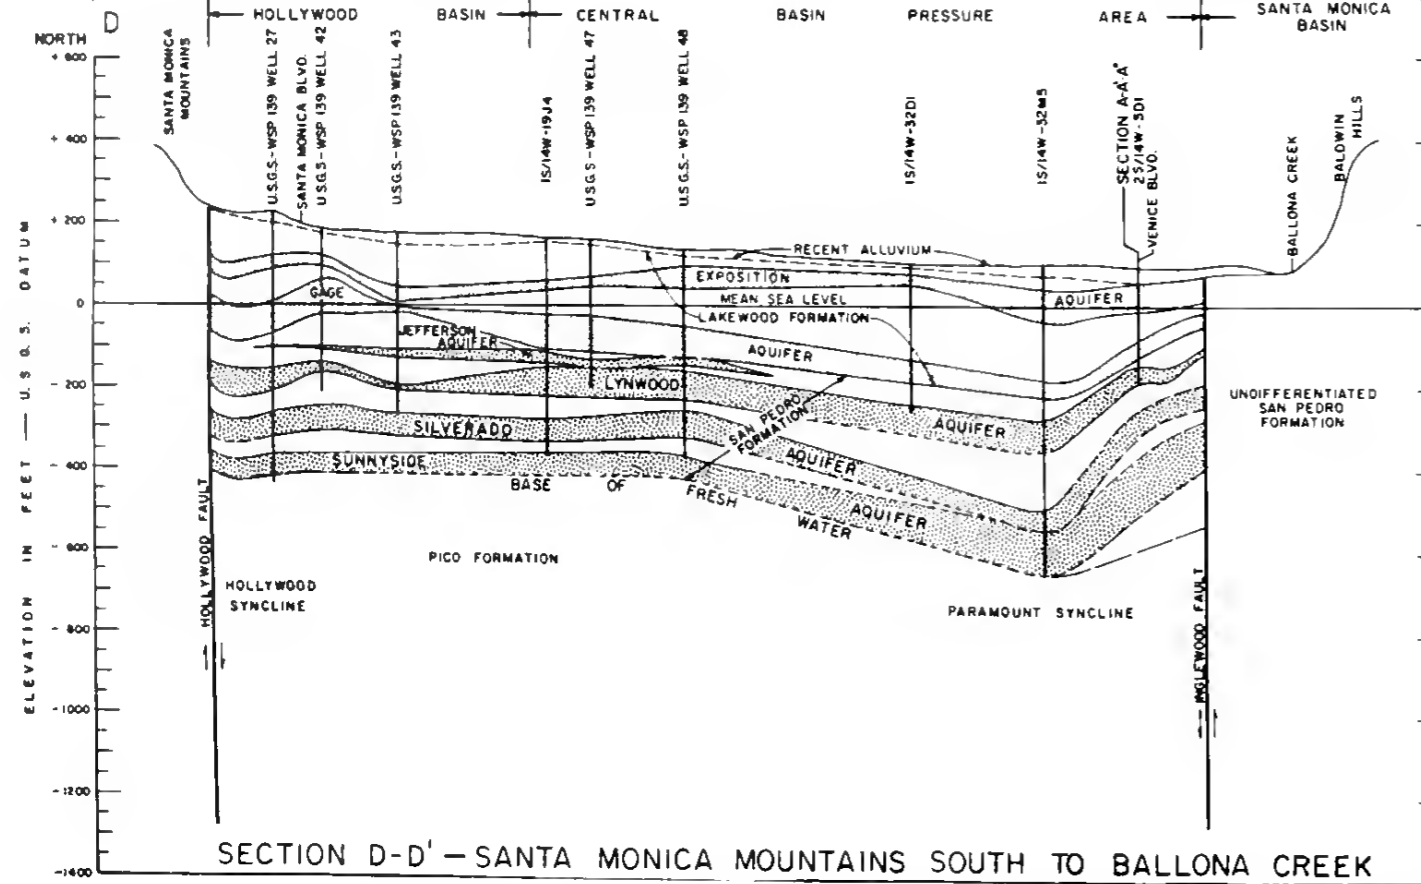 D
HOLLYWOOD BASIN
CENTRAL BASIN PRESSURE AREA
SANTA MONICA
BASIN
NORTH
SANTA MONICA
MOUNTAINS
U.S.G.S.-WSP 139 WELL 27
SANTA MONICA BLVD.
U.S.G.S-WSP 139 WELL 42
U.S.G.S.-WSP 139 WELL 43
1S/14W-19J4
U.S.G.S-WSP 139 WELL 47
U.S.G.S.-WSP 139 WELL 48
1S/14W-32D1
1S/14W-32M5
SECTION A-A'-A"
2S/14W-5D1
VENICE BLVD.
BALLONA CREEK
BALDWIN
HILLS
+ 600
+ 400
+ 200
0
- 200
- 400
- 600
- 800
-1000
-1200
-1400
ELEVATION IN FEET — U.S.G.S. DATUM
RECENT ALLUVIUM
EXPOSITION AQUIFER
MEAN SEA LEVEL
LAKEWOOD FORMATION
GAGE AQUIFER
JEFFERSON
AQUIFER
LYNWOOD AQUIFER
SAN PEDRO
FORMATION
SILVERADO AQUIFER
SUNNYSIDE AQUIFER
BASE OF FRESH WATER
PICO FORMATION
UNDIFFERENTIATED
SAN PEDRO
FORMATION
HOLLYWOOD FAULT
HOLLYWOOD
SYNCLINE
PARAMOUNT SYNCLINE
INGLEWOOD FAULT
SECTION D-D' — SANTA MONICA MOUNTAINS SOUTH TO BALLONA CREEK